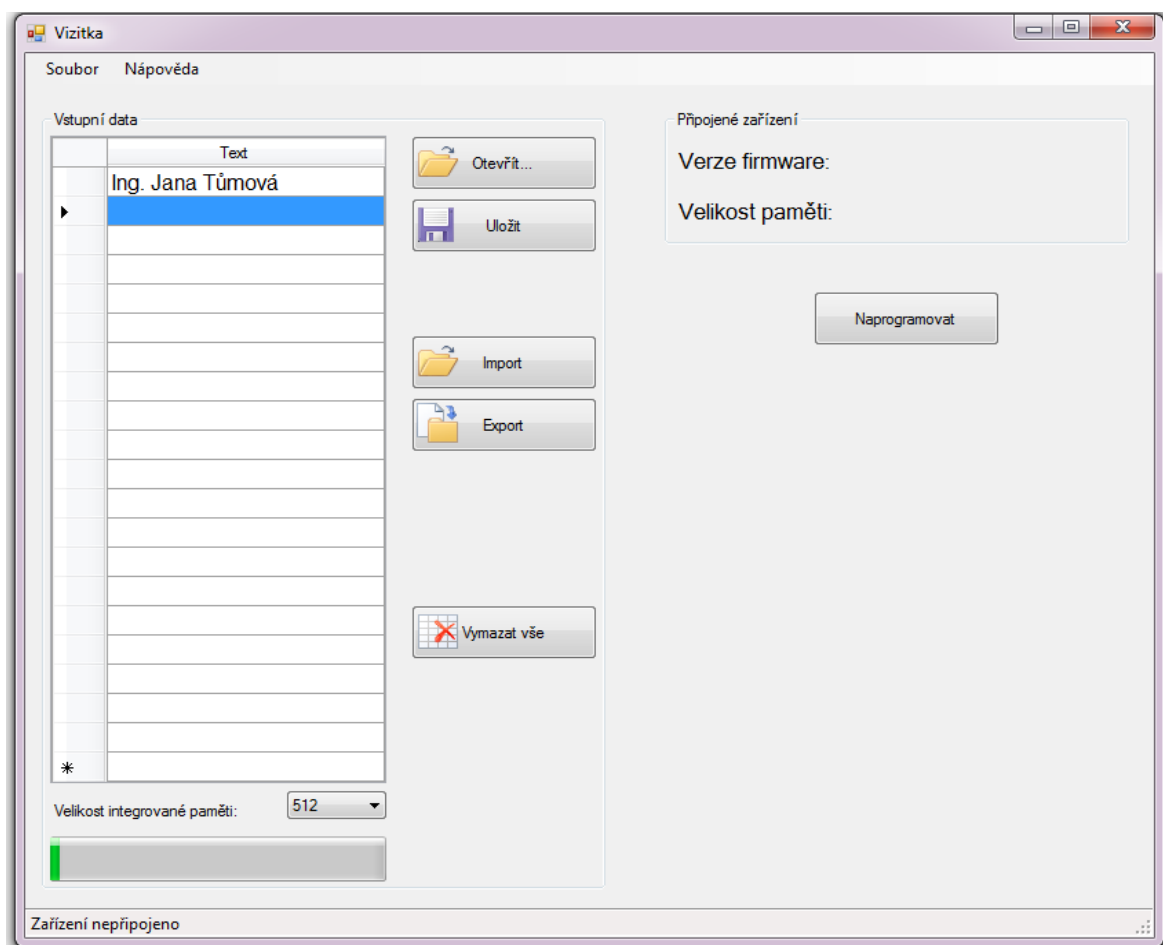 Vizitka
Soubor Nápověda
Vstupní data
Text
Ing. Jana Tůmová
Velikost integrované paměti: 512
Otevřít...
Uložit
Import
Export
Vymazat vše
Připojené zařízení
Verze firmware:
Velikost paměti:
Naprogramovat
Zařízení nepřipojeno